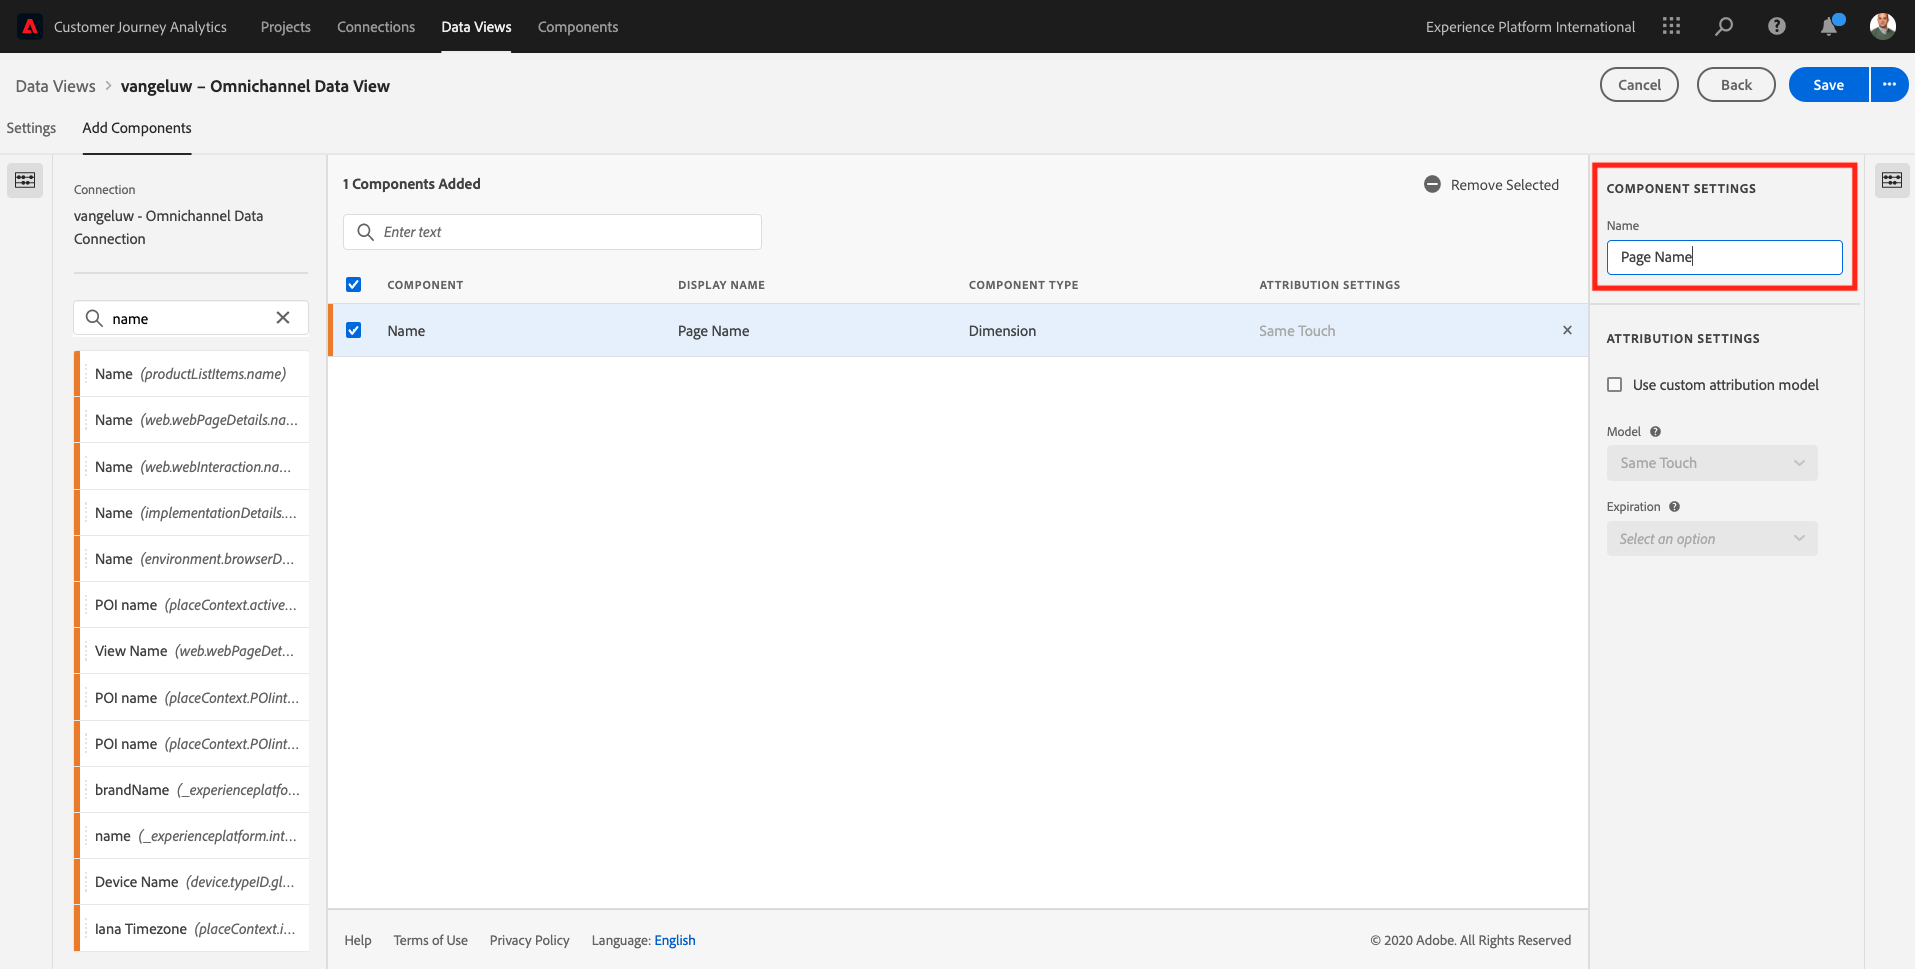 Customer Journey Analytics Projects Connections Data Views Components Experience Platform International
Data Views > vangeluw – Omnichannel Data View
Cancel Back Save ···
Settings Add Components
Connection
vangeluw - Omnichannel Data
Connection
name
Name (productListItems.name)
Name (web.webPageDetails.na...
Name (web.webInteraction.na...
Name (implementationDetails....
Name (environment.browserD...
POI name (placeContext.active...
View Name (web.webPageDet...
POI name (placeContext.POIint...
POI name (placeContext.POIint...
brandName (_experienceplatfo...
name (_experienceplatform.int...
Device Name (device.typeID.gl...
Iana Timezone (placeContext.i...
1 Components Added
Remove Selected
Enter text
COMPONENT DISPLAY NAME COMPONENT TYPE ATTRIBUTION SETTINGS
Name Page Name Dimension Same Touch
COMPONENT SETTINGS
Name
Page Name
ATTRIBUTION SETTINGS
Use custom attribution model
Model
Same Touch
Expiration
Select an option
Help Terms of Use Privacy Policy Language: English © 2020 Adobe. All Rights Reserved